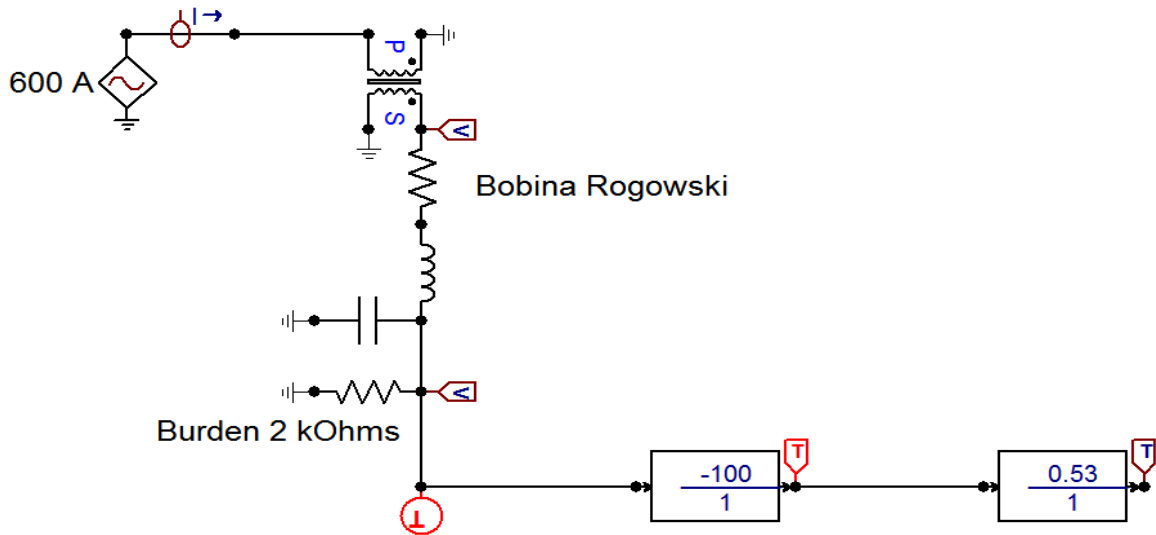 I →
600 A
P
S
V
Bobina Rogowski
V
Burden 2 kOhms
T
-100
1
T
0.53
1
T